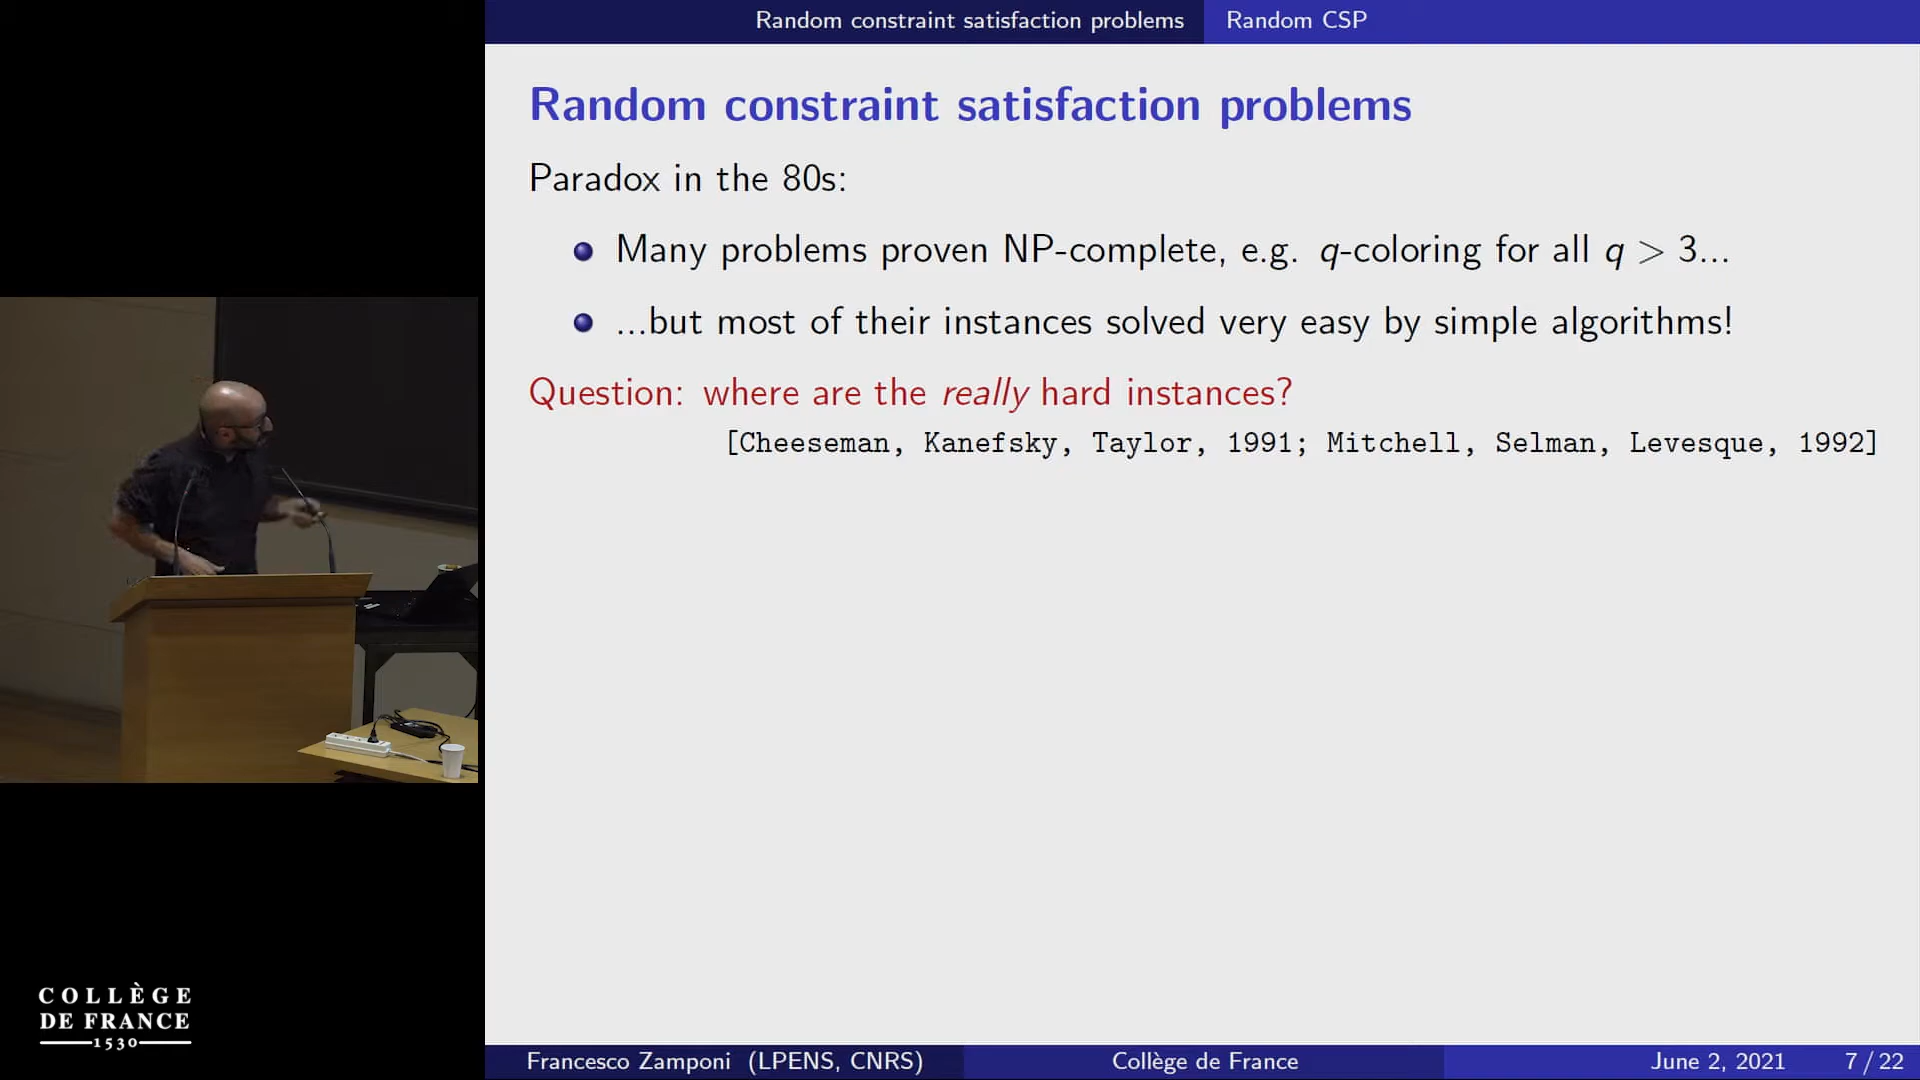 Random constraint satisfaction problems Random CSP
Random constraint satisfaction problems
Paradox in the 80s:
Many problems proven NP-complete, e.g. q-coloring for all q > 3...
...but most of their instances solved very easy by simple algorithms!
Question: where are the really hard instances?
[Cheeseman, Kanefsky, Taylor, 1991; Mitchell, Selman, Levesque, 1992]
COLLÈGE
DE FRANCE
1530
Francesco Zamponi (LPENS, CNRS) Collège de France June 2, 2021 7 / 22